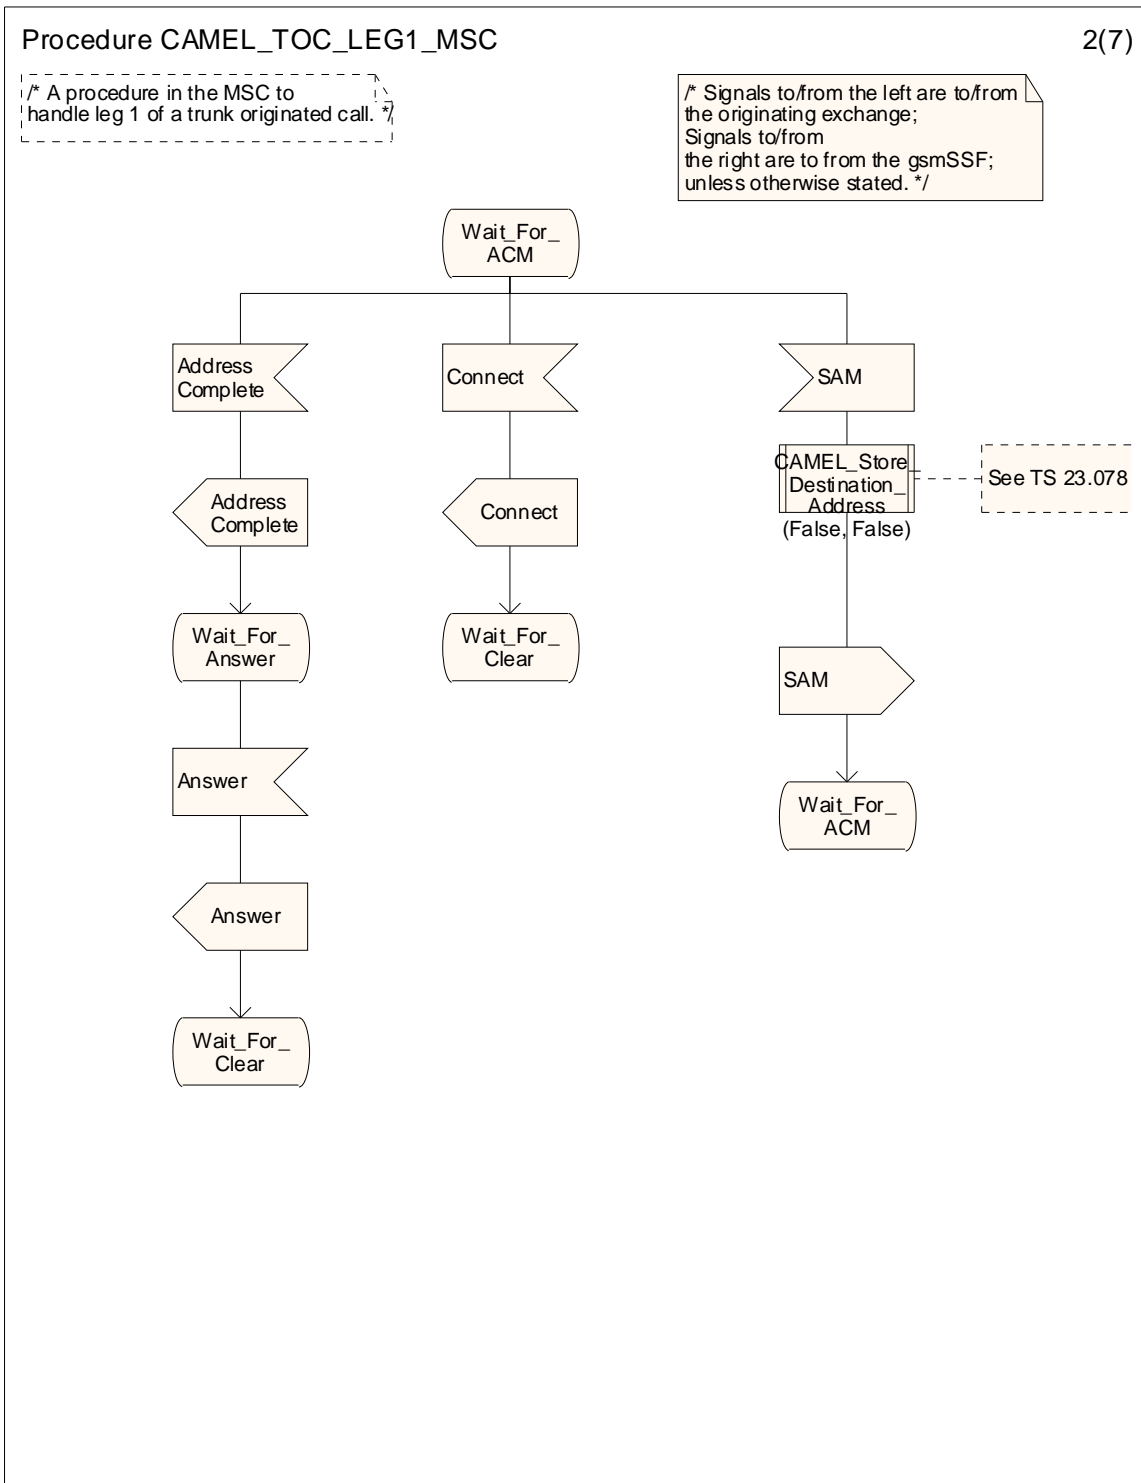 Procedure CAMEL_TOC_LEG1_MSC
2(7)
/* A procedure in the MSC to
handle leg 1 of a trunk originated call. */
/* Signals to/from the left are to/from
the originating exchange;
Signals to/from
the right are to from the gsmSSF;
unless otherwise stated. */
Wait_For_
ACM
Address
Complete
Connect
SAM
CAMEL_Store_
Destination_
Address
(False, False)
See TS 23.078
Address
Complete
Connect
Wait_For_
Answer
Wait_For_
Clear
SAM
Answer
Wait_For_
ACM
Answer
Wait_For_
Clear